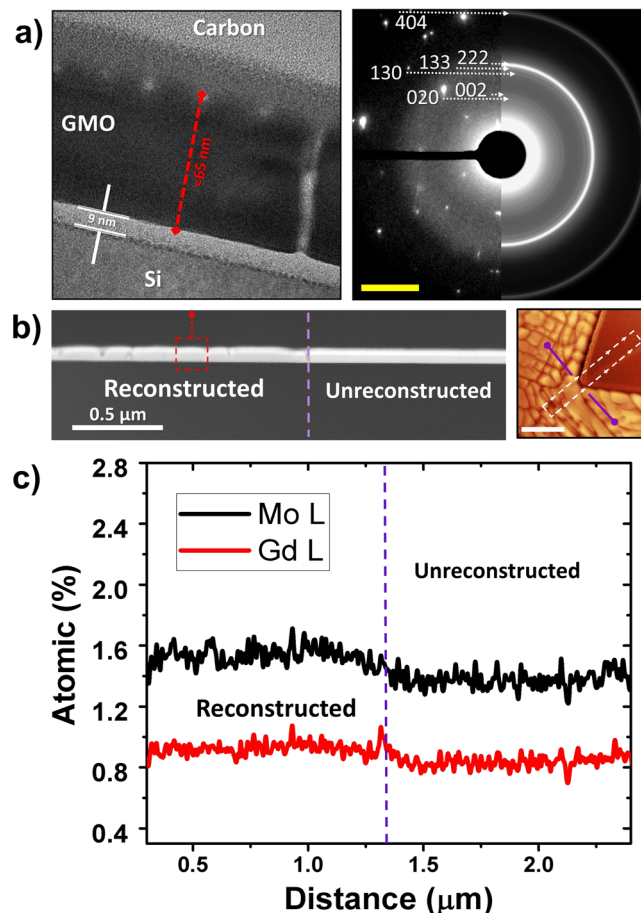 a)
Carbon
GMO
≈65 nm
9 nm
Si
404
133 222
130
020 002
b)
Reconstructed
Unreconstructed
0.5 μm
c)
2.8
2.4
2.0
1.6
1.2
0.8
0.4
Atomic (%)
Mo L
Gd L
Unreconstructed
Reconstructed
0.5 1.0 1.5 2.0
Distance (μm)